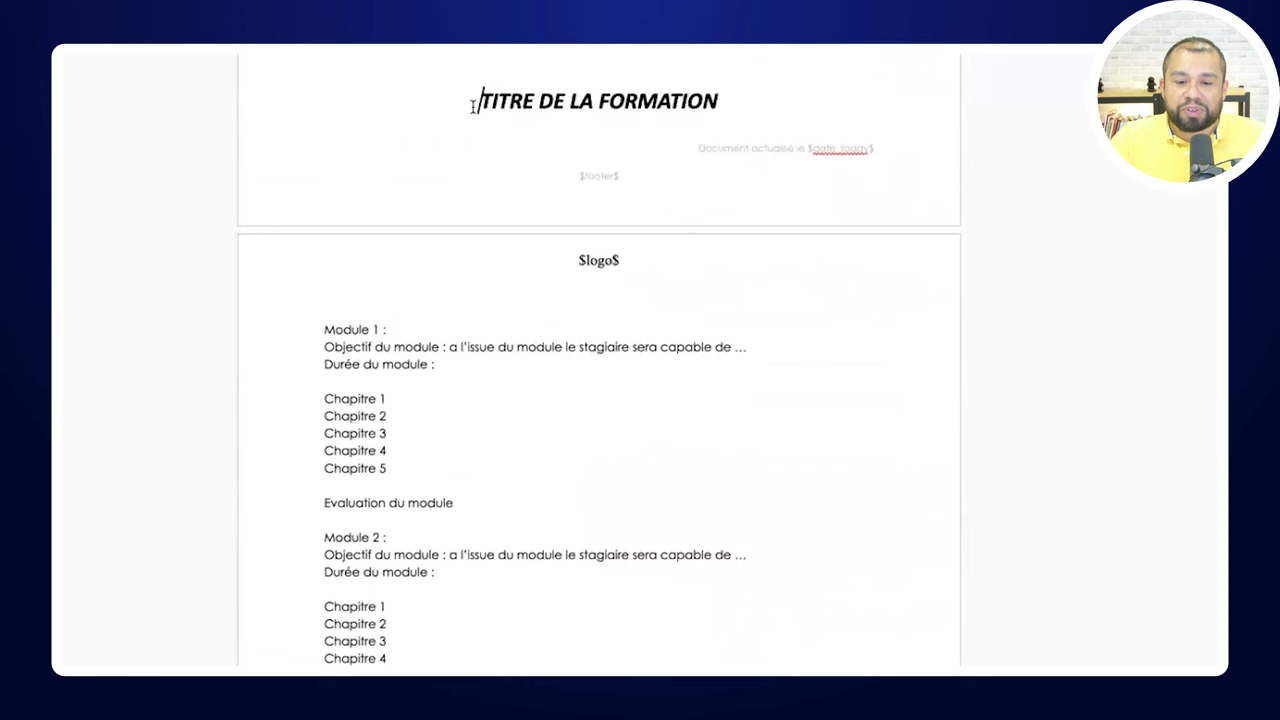 TITRE DE LA FORMATION
Document actualisé le $date_today$
$footer$
$logo$
Module 1 :
Objectif du module : a l'issue du module le stagiaire sera capable de …
Durée du module :
Chapitre 1
Chapitre 2
Chapitre 3
Chapitre 4
Chapitre 5
Evaluation du module
Module 2 :
Objectif du module : a l'issue du module le stagiaire sera capable de …
Durée du module :
Chapitre 1
Chapitre 2
Chapitre 3
Chapitre 4